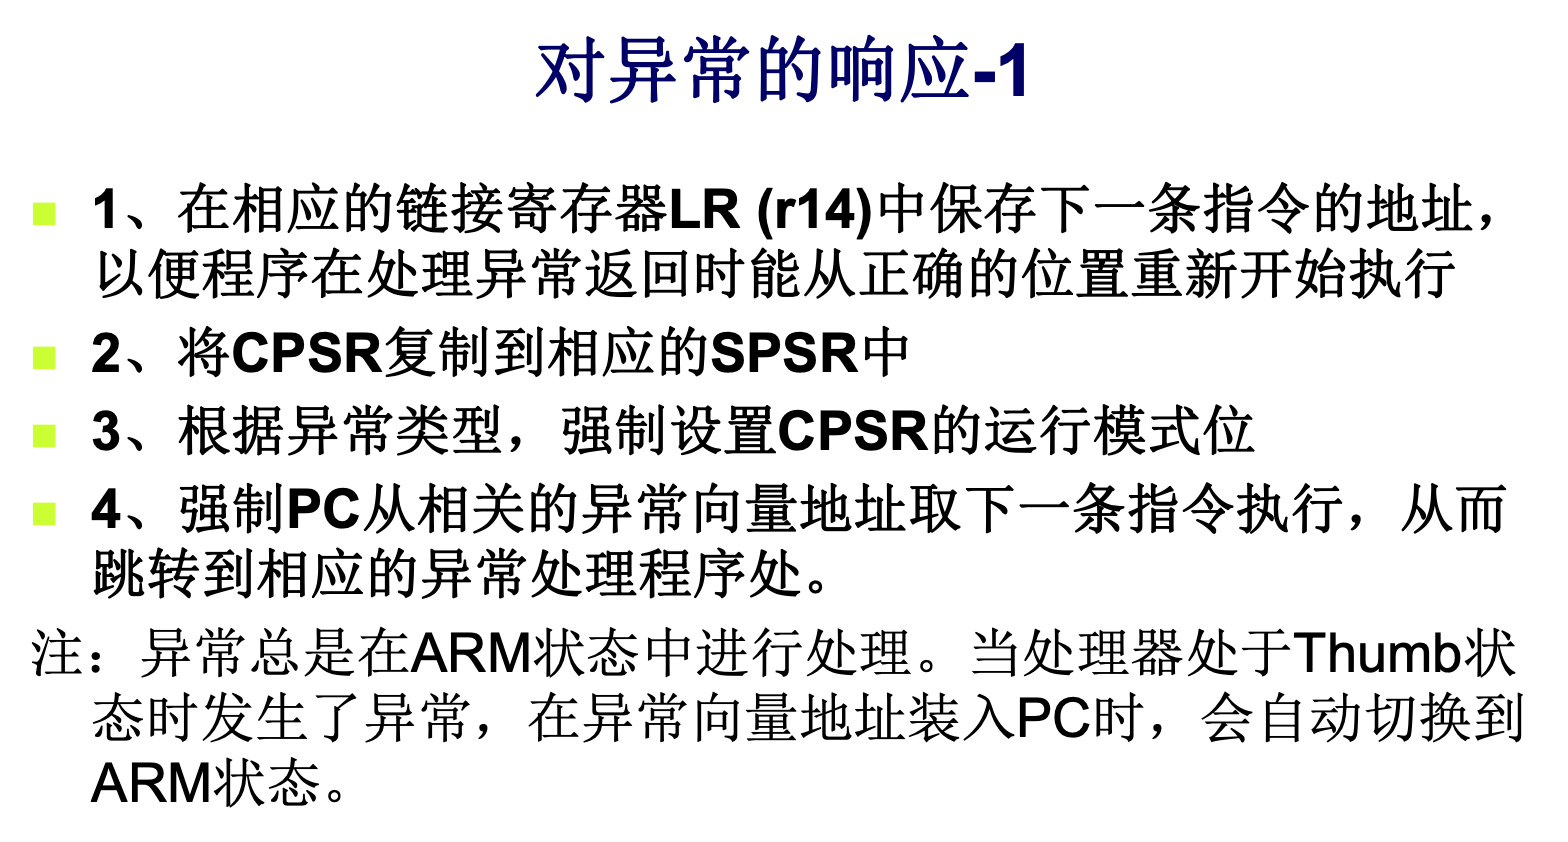 对异常的响应-1
1、在相应的链接寄存器LR (r14)中保存下一条指令的地址，
以便程序在处理异常返回时能从正确的位置重新开始执行
2、将CPSR复制到相应的SPSR中
3、根据异常类型，强制设置CPSR的运行模式位
4、强制PC从相关的异常向量地址取下一条指令执行，从而
跳转到相应的异常处理程序处。
注：异常总是在ARM状态中进行处理。当处理器处于Thumb状
态时发生了异常，在异常向量地址装入PC时，会自动切换到
ARM状态。